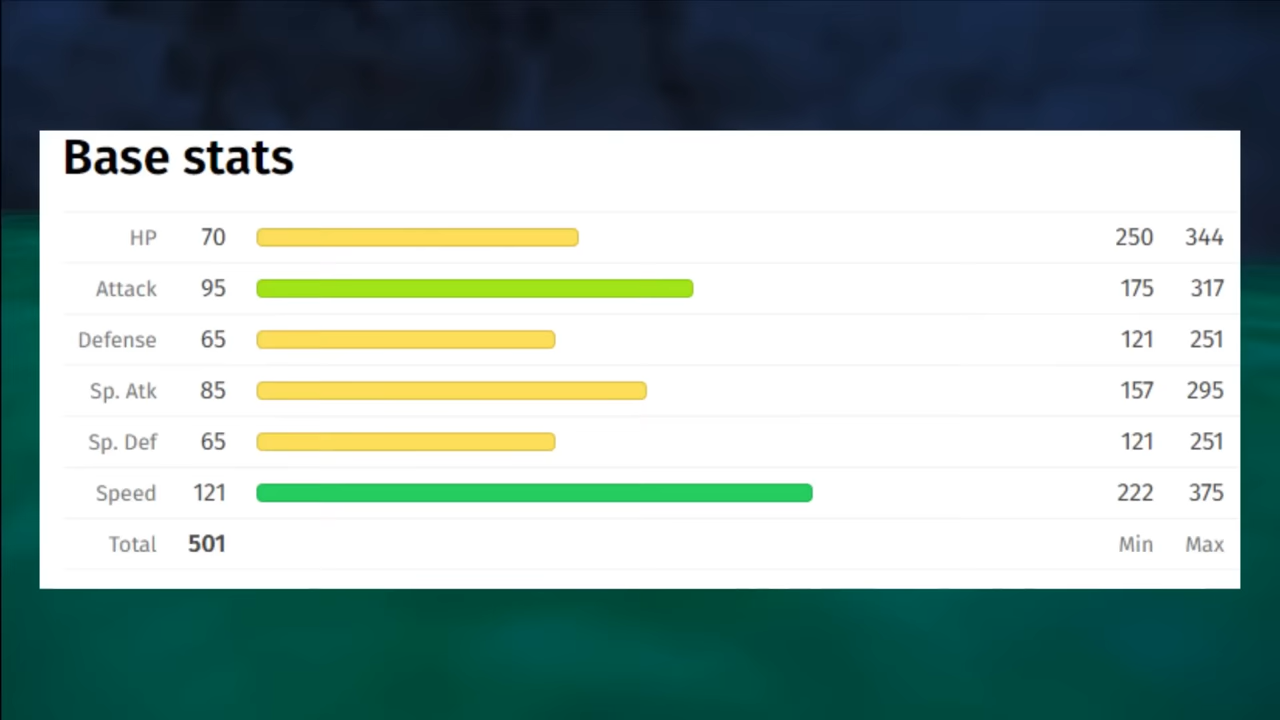 Base stats
HP 70 250 344
Attack 95 175 317
Defense 65 121 251
Sp. Atk 85 157 295
Sp. Def 65 121 251
Speed 121 222 375
Total 501 Min Max